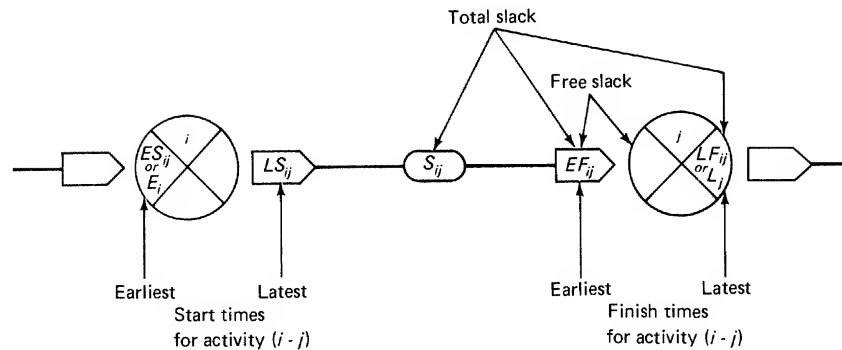 Total slack
Free slack
i
ES_ij
or
E_i
LS_ij
S_ij
EF_ij
j
LF_ij
or L_j
Earliest
Latest
Start times
for activity (i - j)
Earliest
Latest
Finish times
for activity (i - j)